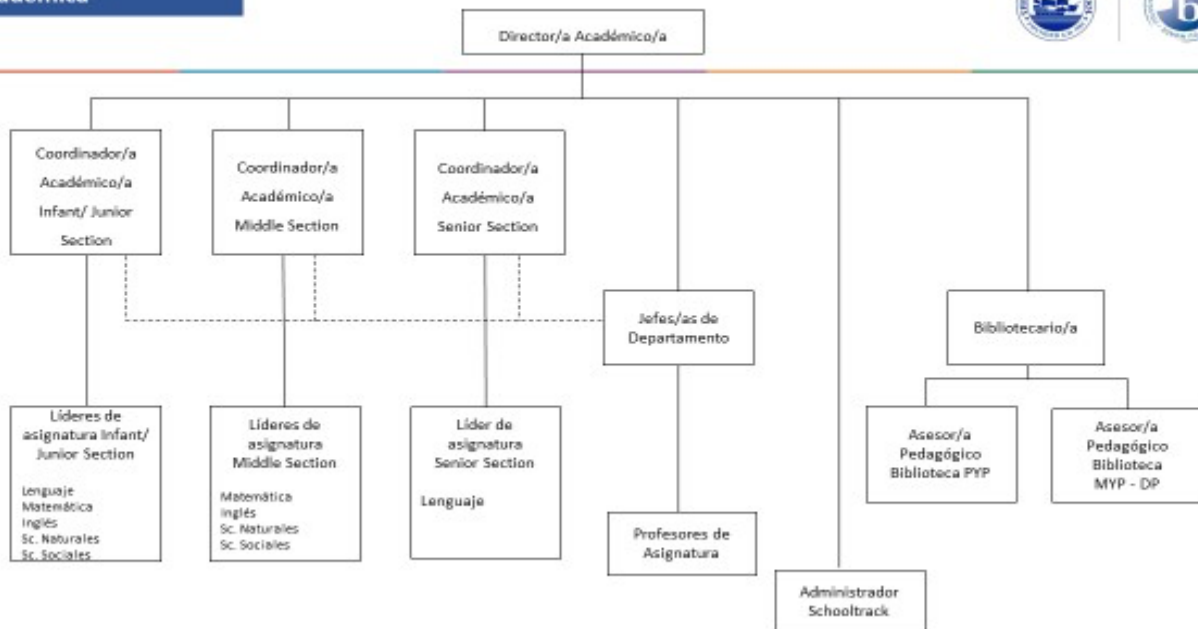 Director/a Académico/a
Coordinador/a
Académico/a
Infant/ Junior
Section
Coordinador/a
Académico/a
Middle Section
Coordinador/a
Académico/a
Senior Section
Jefes/as de
Departamento
Bibliotecario/a
Líderes de
asignatura Infant/
Junior Section
Lenguaje
Matemática
Inglés
Sc. Naturales
Sc. Sociales
Líderes de
asignatura
Middle Section
Matemática
Inglés
Sc. Naturales
Sc. Sociales
Líder de
asignatura
Senior Section
Lenguaje
Profesores de
Asignatura
Administrador
Schooltrack
Asesor/a
Pedagógico
Biblioteca PYP
Asesor/a
Pedagógico
Biblioteca
MYP - DP